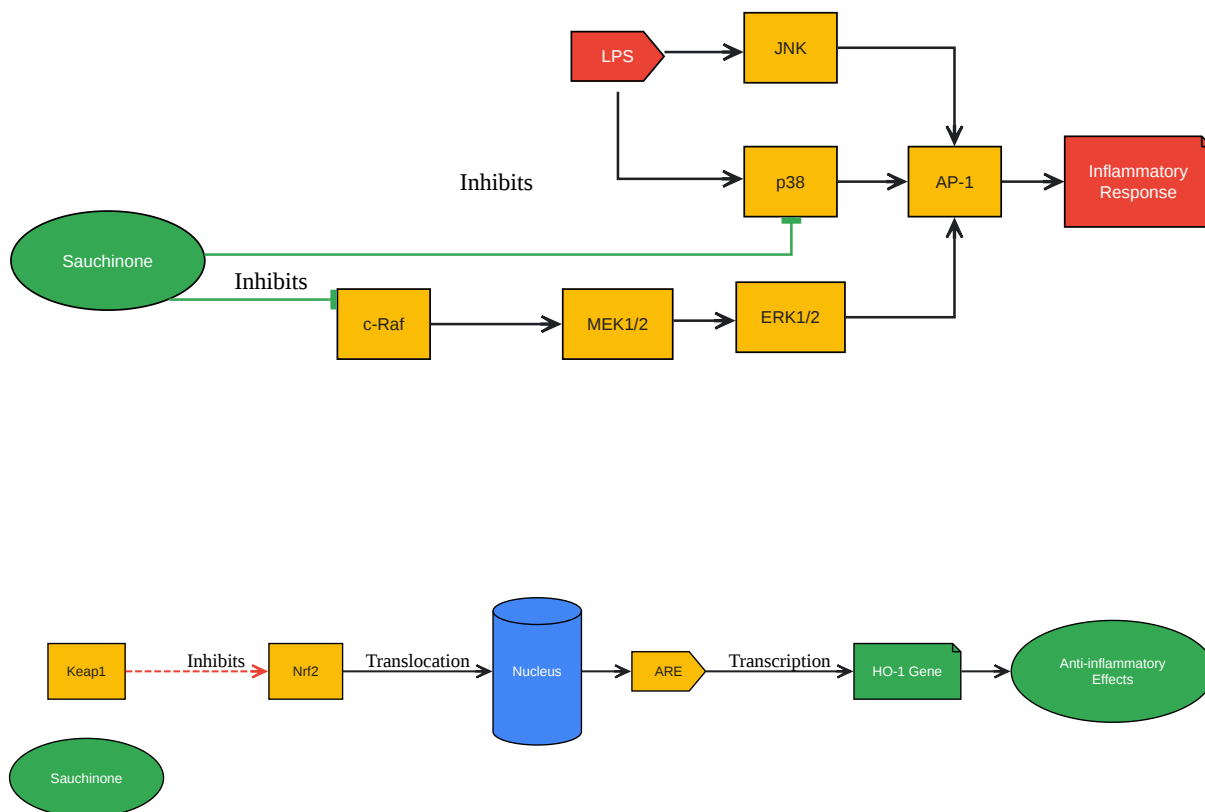 LPS
JNK
Inhibits
p38
AP-1
Inflammatory
Response
Sauchinone
Inhibits
c-Raf
MEK1/2
ERK1/2
Keap1
Inhibits
Nrf2
Translocation
Nucleus
ARE
Transcription
HO-1 Gene
Anti-inflammatory
Effects
Sauchinone